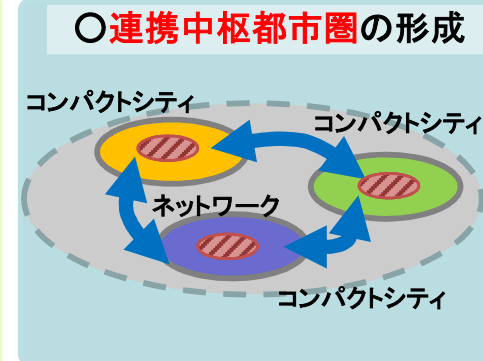 〇連携中枢都市圏の形成
コンパクトシティ
コンパクトシティ
ネットワーク
コンパクトシティ